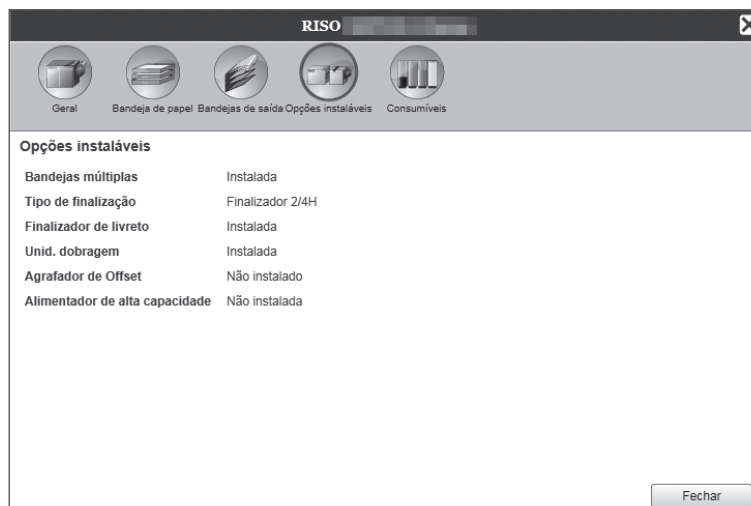 RISO
Geral
Bandeja de papel
Bandejas de saída
Opções instaláveis
Consumíveis
Opções instaláveis
Bandejas múltiplas Instalada
Tipo de finalização Finalizador 2/4H
Finalizador de livreto Instalada
Unid. dobragem Instalada
Agrafador de Offset Não instalado
Alimentador de alta capacidade Não instalada
Fechar